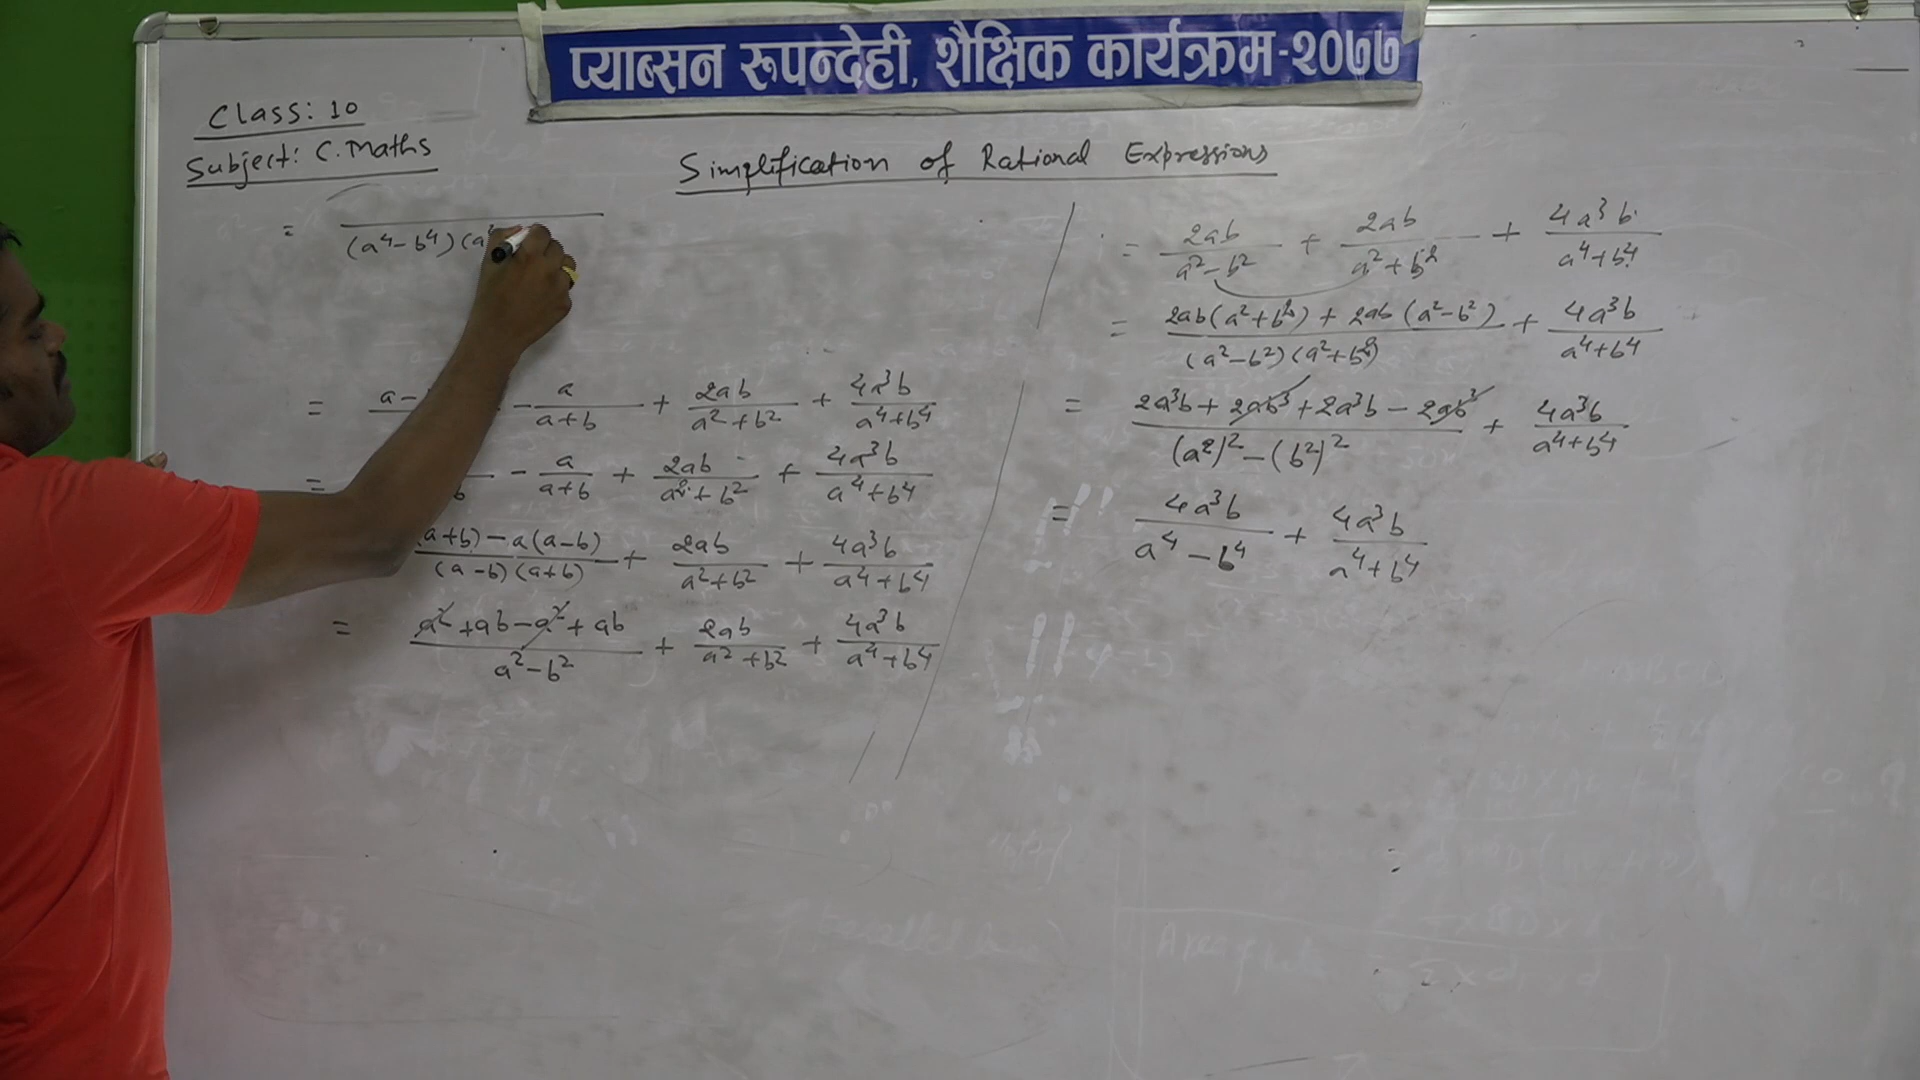 प्याब्सन रुपन्देही, शैक्षिक कार्यक्रम-२०७७
Class: 10
Subject: C. Maths
Simplification of Rational Expressions
= / (a⁴-b⁴)(a⁴
= a- - a/a+b + 2ab/a²+b² + 4a³b/a⁴+b⁴
= b - a/a+b + 2ab/a²+b² + 4a³b/a⁴+b⁴
a+b)-a(a-b)/(a-b)(a+b) + 2ab/a²+b² + 4a³b/a⁴+b⁴
= a²+ab-a²+ab/a²-b² + 2ab/a²+b² + 4a³b/a⁴+b⁴
= 2ab/a²-b² + 2ab/a²+b² + 4a³b/a⁴+b⁴
= 2ab(a²+b²)+2ab(a²-b²)/(a²-b²)(a²+b²) + 4a³b/a⁴+b⁴
= 2a³b+2ab³+2a³b-2ab³/(a²)²-(b²)² + 4a³b/a⁴+b⁴
= 4a³b/a⁴-b⁴ + 4a³b/a⁴+b⁴